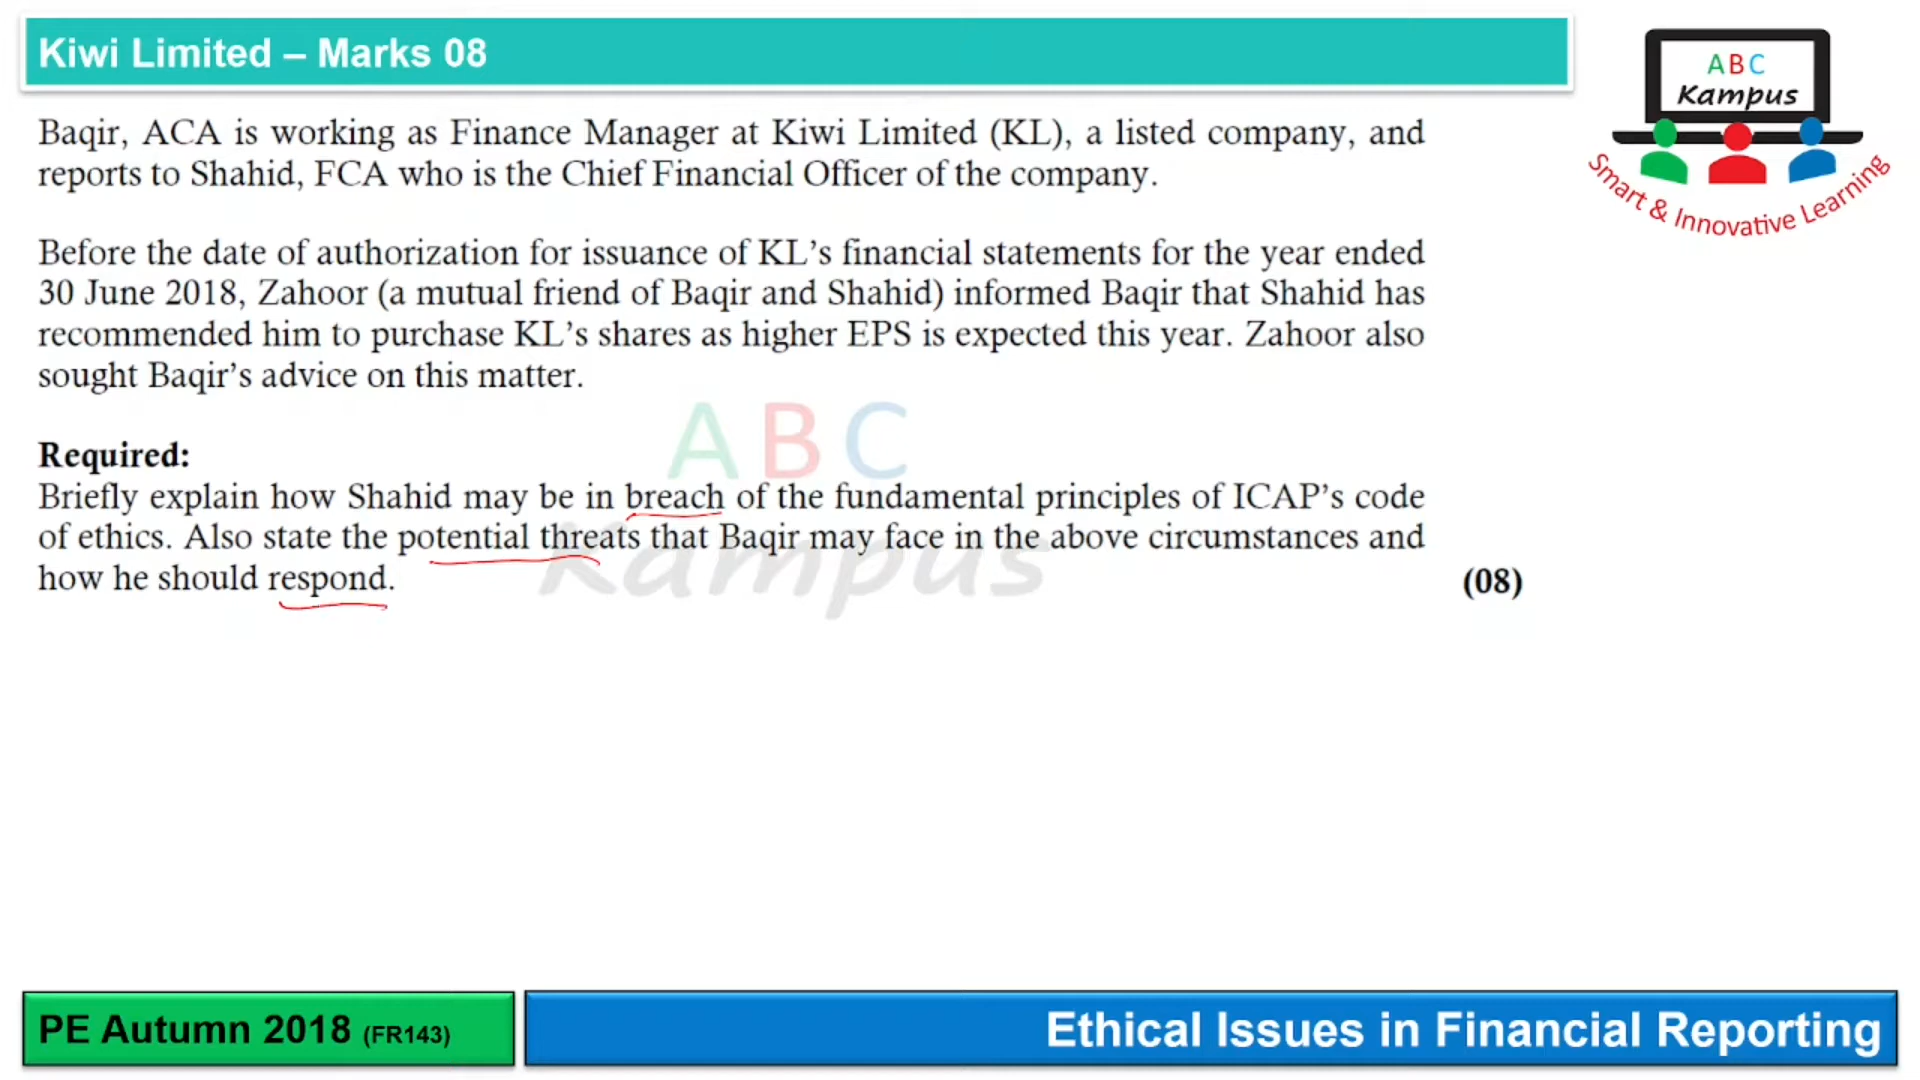 Kiwi Limited – Marks 08
A B C
Kampus
Smart & Innovative Learning
Baqir, ACA is working as Finance Manager at Kiwi Limited (KL), a listed company, and
reports to Shahid, FCA who is the Chief Financial Officer of the company.
Before the date of authorization for issuance of KL’s financial statements for the year ended
30 June 2018, Zahoor (a mutual friend of Baqir and Shahid) informed Baqir that Shahid has
recommended him to purchase KL’s shares as higher EPS is expected this year. Zahoor also
sought Baqir’s advice on this matter.
A B C
Kampus
Required:
Briefly explain how Shahid may be in breach of the fundamental principles of ICAP’s code
of ethics. Also state the potential threats that Baqir may face in the above circumstances and
how he should respond. (08)
PE Autumn 2018 (FR143)
Ethical Issues in Financial Reporting